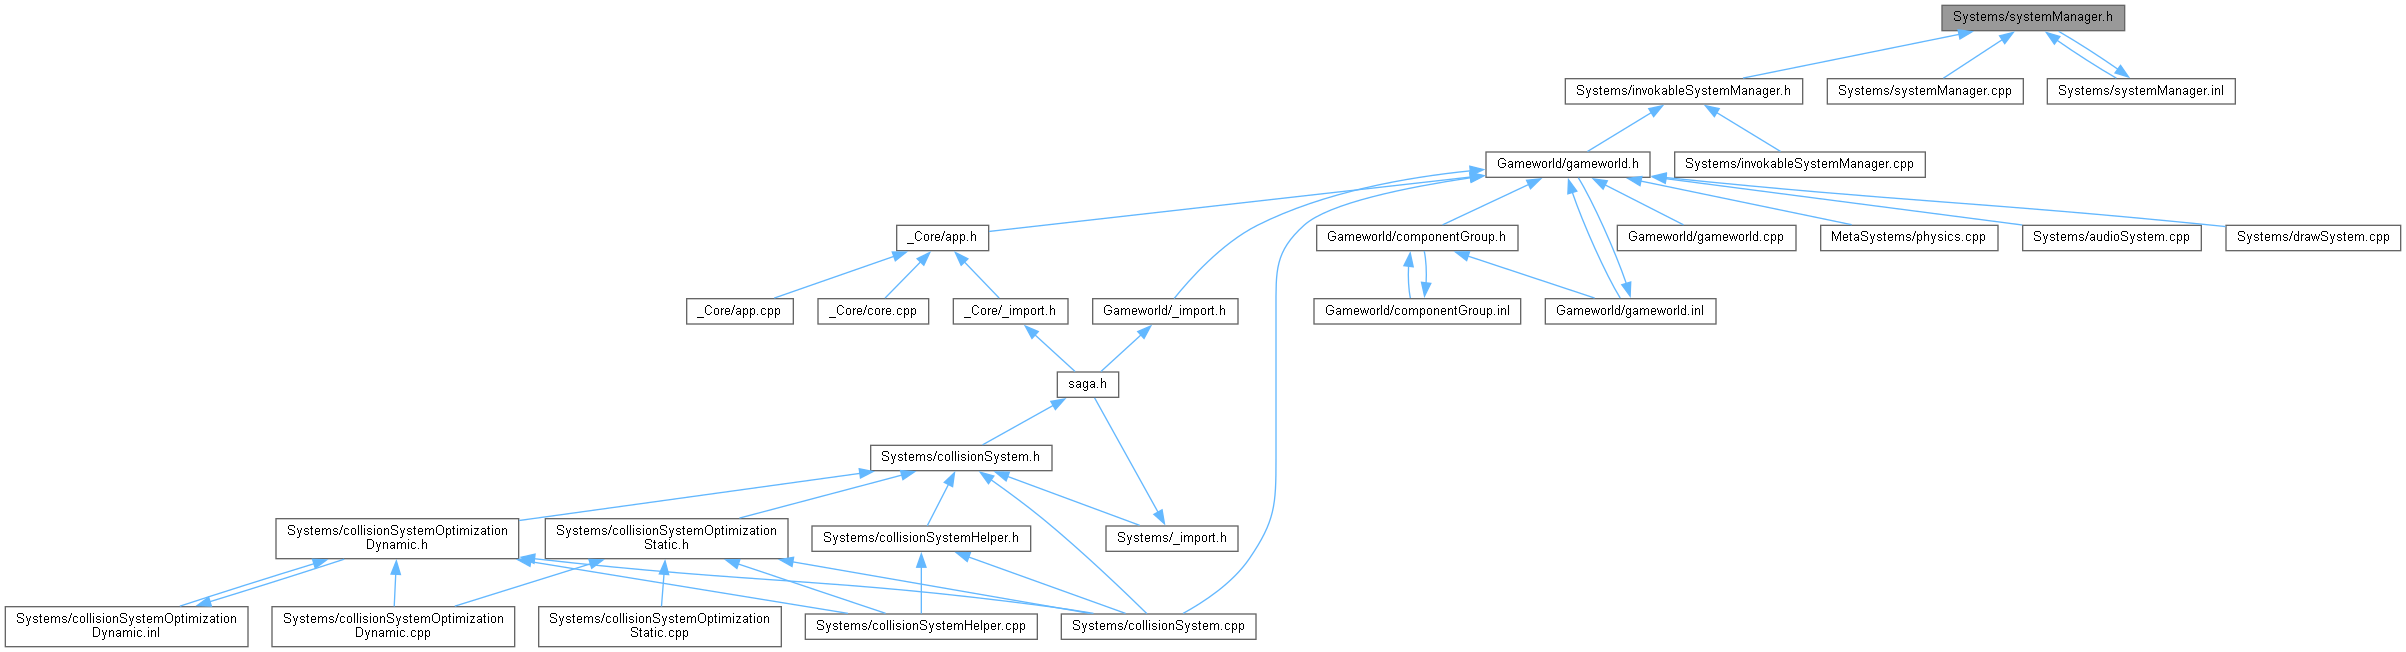 Systems/systemManager.h
Systems/invokableSystemManager.h
Systems/systemManager.cpp
Systems/systemManager.inl
Gameworld/gameworld.h
Systems/invokableSystemManager.cpp
_Core/app.h
Gameworld/componentGroup.h
Gameworld/gameworld.cpp
MetaSystems/physics.cpp
Systems/audioSystem.cpp
Systems/drawSystem.cpp
_Core/app.cpp
_Core/core.cpp
_Core/_import.h
Gameworld/_import.h
Gameworld/componentGroup.inl
Gameworld/gameworld.inl
saga.h
Systems/collisionSystem.h
Systems/collisionSystemOptimization
Dynamic.h
Systems/collisionSystemOptimization
Static.h
Systems/collisionSystemHelper.h
Systems/_import.h
Systems/collisionSystemOptimization
Dynamic.inl
Systems/collisionSystemOptimization
Dynamic.cpp
Systems/collisionSystemOptimization
Static.cpp
Systems/collisionSystemHelper.cpp
Systems/collisionSystem.cpp